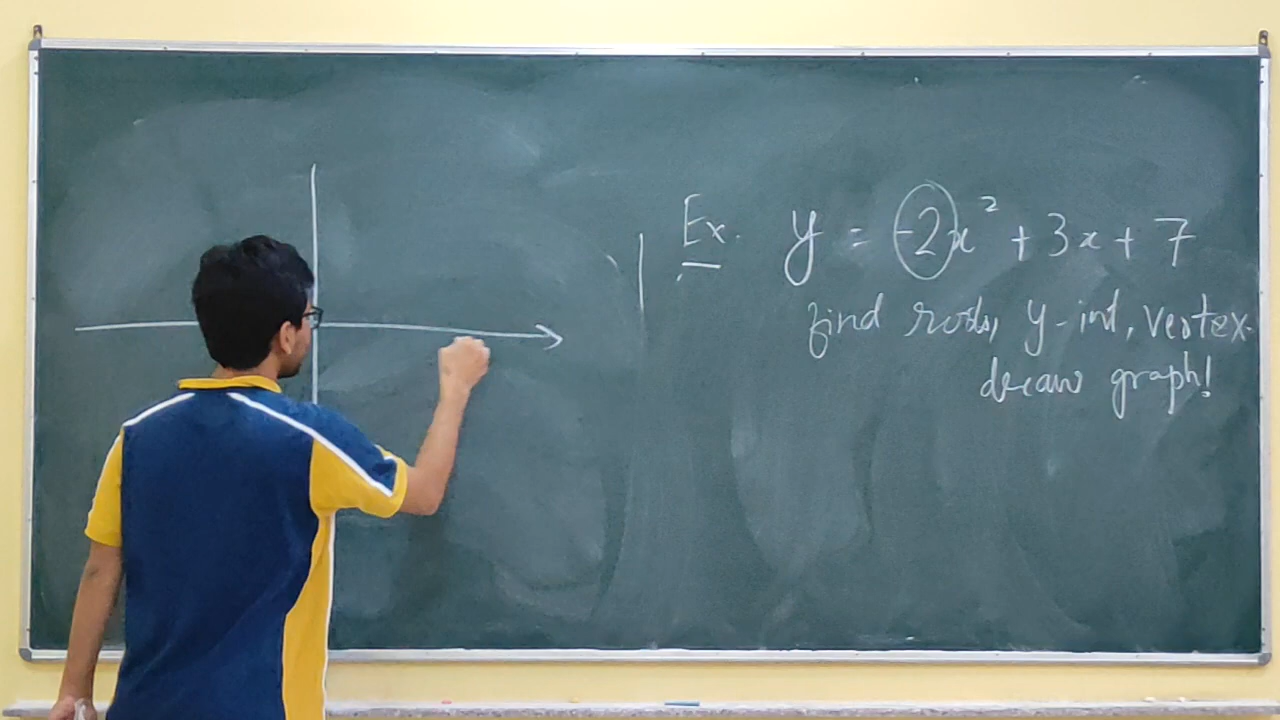 Ex. y = -2x² + 3x + 7
find roots, y-int, vertex.
draw graph!